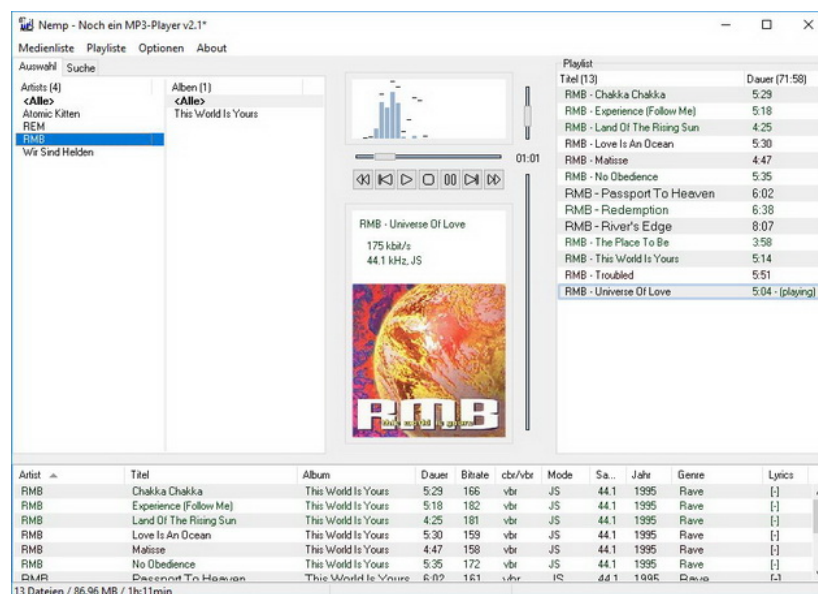 Nemp - Noch ein MP3-Player v2.1*
Medienliste Playliste Optionen About
Auswahl Suche
Artists (4)
<Alle>
Atomic Kitten
REM
RMB
Wir Sind Helden
Alben (1)
<Alle>
This World Is Yours
01:01
RMB - Universe Of Love
175 kbit/s
44.1 kHz, JS
RMB
this world is yours
Playlist
Titel (13) Dauer (71:58)
RMB - Chakka Chakka 5:29
RMB - Experience (Follow Me) 5:18
RMB - Land Of The Rising Sun 4:25
RMB - Love Is An Ocean 5:30
RMB - Matisse 4:47
RMB - No Obedience 5:35
RMB - Passport To Heaven 6:02
RMB - Redemption 6:38
RMB - River's Edge 8:07
RMB - The Place To Be 3:58
RMB - This World Is Yours 5:14
RMB - Troubled 5:51
RMB - Universe Of Love 5:04 - (playing)
Artist Titel Album Dauer Bitrate cbr/vbr Mode Sa... Jahr Genre Lyrics
RMB Chakka Chakka This World Is Yours 5:29 166 vbr JS 44.1 1995 Rave [-]
RMB Experience (Follow Me) This World Is Yours 5:18 182 vbr JS 44.1 1995 Rave [-]
RMB Land Of The Rising Sun This World Is Yours 4:25 181 vbr JS 44.1 1995 Rave [-]
RMB Love Is An Ocean This World Is Yours 5:30 159 vbr JS 44.1 1995 Rave [-]
RMB Matisse This World Is Yours 4:47 158 vbr JS 44.1 1995 Rave [-]
RMB No Obedience This World Is Yours 5:35 172 vbr JS 44.1 1995 Rave [-]
RMB Passport To Heaven This World Is Yours 6:02 161 vbr JS 44.1 1995 Rave [-]
13 Dateien / 86,96 MB / 1h:11min